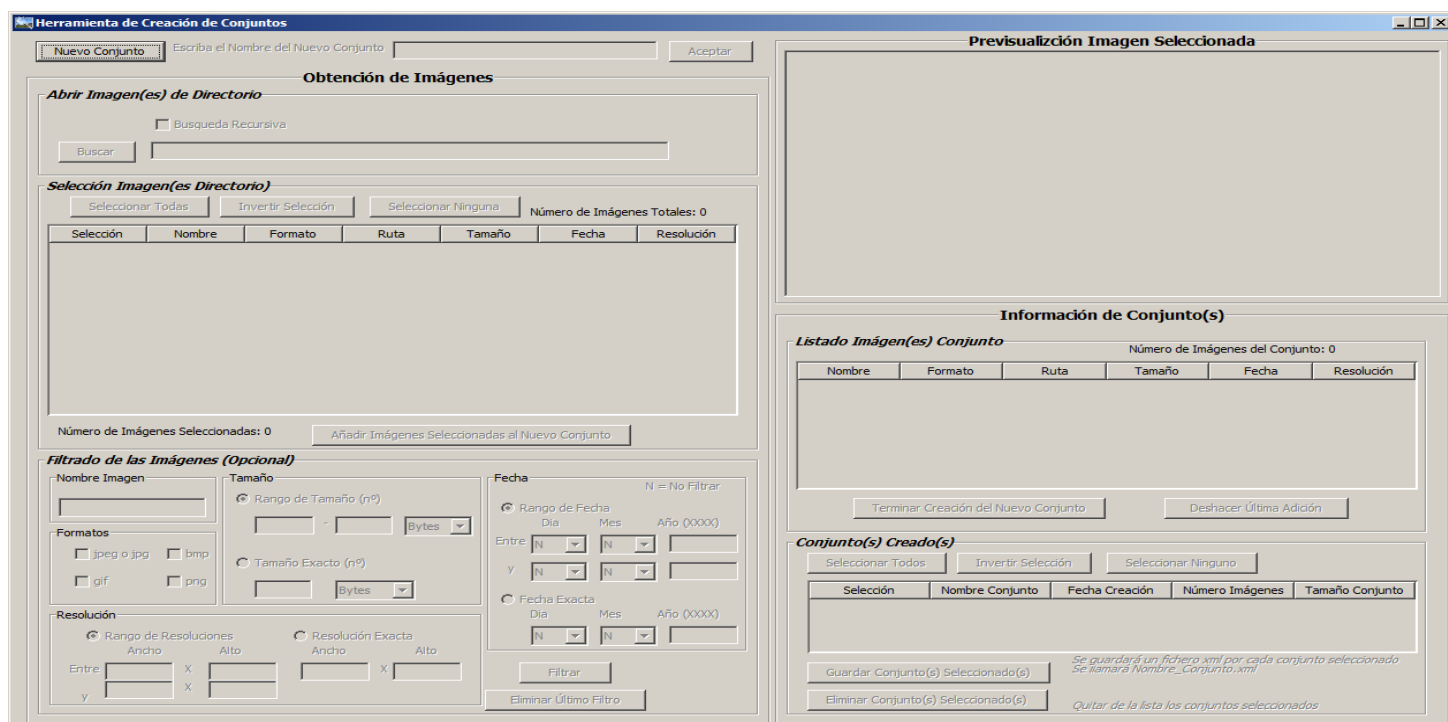 Herramienta de Creación de Conjuntos
Nuevo Conjunto Escriba el Nombre del Nuevo Conjunto Aceptar
Obtención de Imágenes
Abrir Imagen(es) de Directorio
Busqueda Recursiva
Buscar
Selección Imagen(es Directorio)
Seleccionar Todas Invertir Selección Seleccionar Ninguna Número de Imágenes Totales: 0
Selección Nombre Formato Ruta Tamaño Fecha Resolución
Número de Imágenes Seleccionadas: 0 Añadir Imágenes Seleccionadas al Nuevo Conjunto
Filtrado de las Imágenes (Opcional)
Nombre Imagen
Formatos
jpeg o jpg bmp
gif png
Tamaño
Rango de Tamaño (nº)
- Bytes
Tamaño Exacto (nº)
Bytes
Resolución
Rango de Resoluciones Resolución Exacta
Ancho Alto Ancho Alto
Entre X X
y X
Fecha
N = No Filtrar
Rango de Fecha
Dia Mes Año (XXXX)
Entre N N
y N N
Fecha Exacta
Dia Mes Año (XXXX)
N N
Filtrar
Eliminar Último Filtro
Previsualizción Imagen Seleccionada
Información de Conjunto(s)
Listado Imágen(es) Conjunto
Número de Imágenes del Conjunto: 0
Nombre Formato Ruta Tamaño Fecha Resolución
Terminar Creación del Nuevo Conjunto Deshacer Última Adición
Conjunto(s) Creado(s)
Seleccionar Todos Invertir Selección Seleccionar Ninguno
Selección Nombre Conjunto Fecha Creación Número Imágenes Tamaño Conjunto
Guardar Conjunto(s) Seleccionado(s)
Se guardará un fichero xml por cada conjunto seleccionado
Se llamará Nombre_Conjunto.xml
Eliminar Conjunto(s) Seleccionado(s)
Quitar de la lista los conjuntos seleccionados